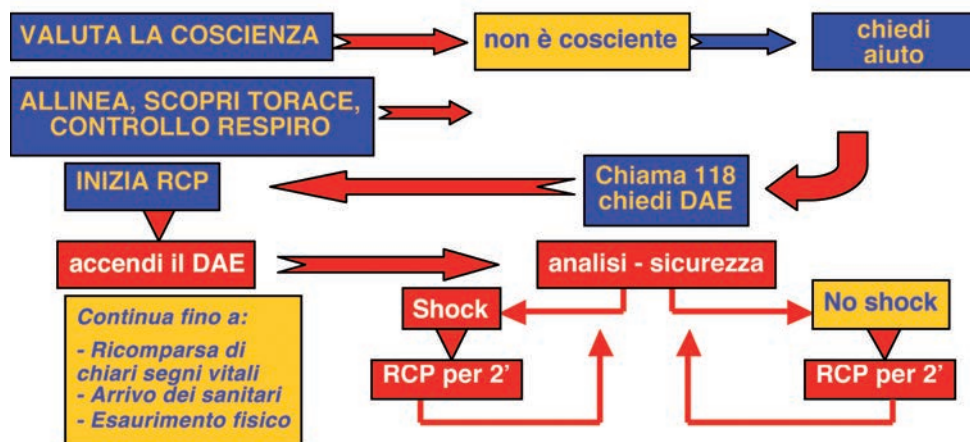 VALUTA LA COSCIENZA
non è cosciente
chiedi
aiuto
ALLINEA, SCOPRI TORACE,
CONTROLLO RESPIRO
INIZIA RCP
Chiama 118
chiedi DAE
accendi il DAE
analisi - sicurezza
Continua fino a:
- Ricomparsa di
chiari segni vitali
- Arrivo dei sanitari
- Esaurimento fisico
Shock
No shock
RCP per 2'
RCP per 2'